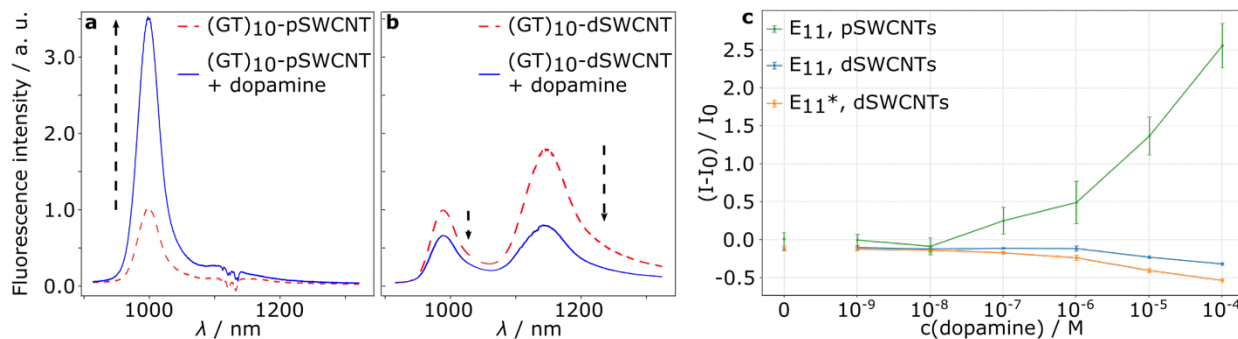 Fluorescence intensity / a. u.
3.0
2.0
1.0
0.0
a
(GT)10-pSWCNT
(GT)10-pSWCNT
+ dopamine
1000
1200
λ / nm
b
(GT)10-dSWCNT
(GT)10-dSWCNT
+ dopamine
1000
1200
λ / nm
c
E11, pSWCNTs
E11, dSWCNTs
E11*, dSWCNTs
(I-I0) / I0
2.5
2.0
1.5
1.0
0.5
-0.0
-0.5
0
10-9
10-8
10-7
10-6
10-5
10-4
c(dopamine) / M